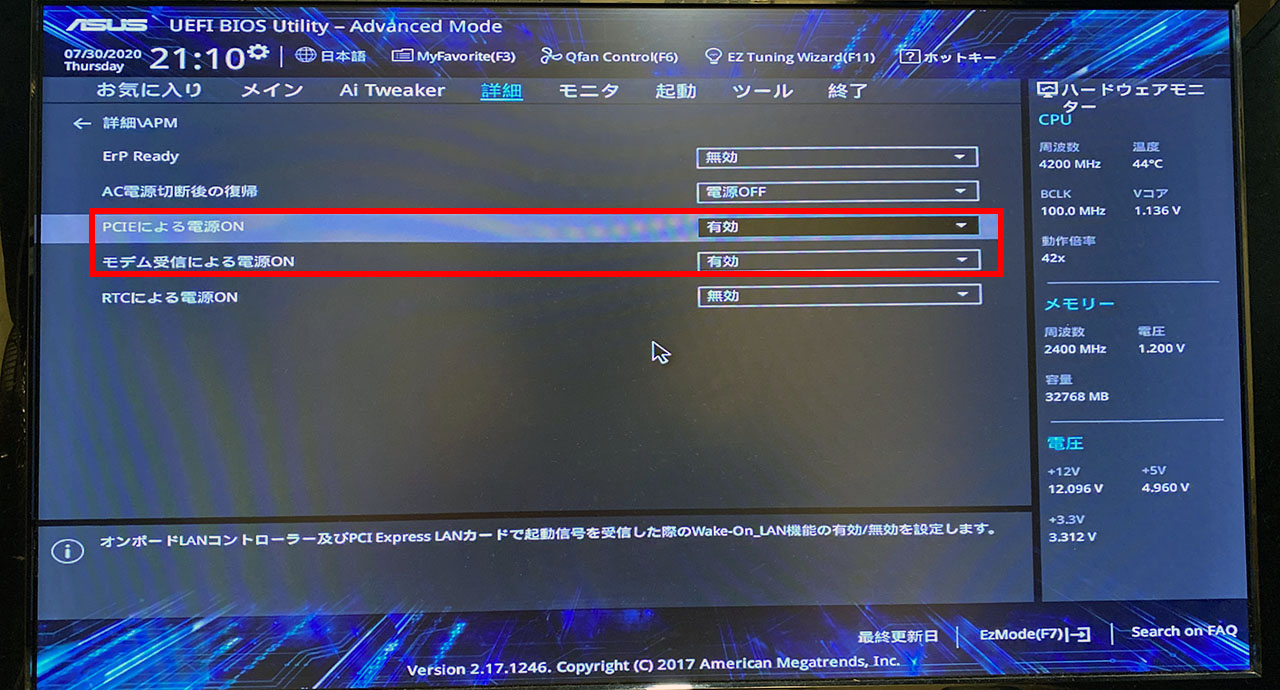 ASUS UEFI BIOS Utility – Advanced Mode
07/30/2020
Thursday
21:10
日本語 MyFavorite(F3) Qfan Control(F6) EZ Tuning Wizard(F11) ホットキー
お気に入り メイン Ai Tweaker 詳細 モニタ 起動 ツール 終了
← 詳細\APM
ErP Ready 無効
AC電源切断後の復帰 電源OFF
PCIEによる電源ON 有効
モデム受信による電源ON 有効
RTCによる電源ON 無効
オンボードLANコントローラー及びPCI Express LANカードで起動信号を受信した際のWake-On_LAN機能の有効/無効を設定します。
ハードウェアモニ
ター
CPU
周波数 温度
4200 MHz 44°C
BCLK Vコア
100.0 MHz 1.136 V
動作倍率
42x
メモリー
周波数 電圧
2400 MHz 1.200 V
容量
32768 MB
電圧
+12V +5V
12.096 V 4.960 V
+3.3V
3.312 V
最終更新日 EzMode(F7) Search on FAQ
Version 2.17.1246. Copyright (C) 2017 American Megatrends, Inc.